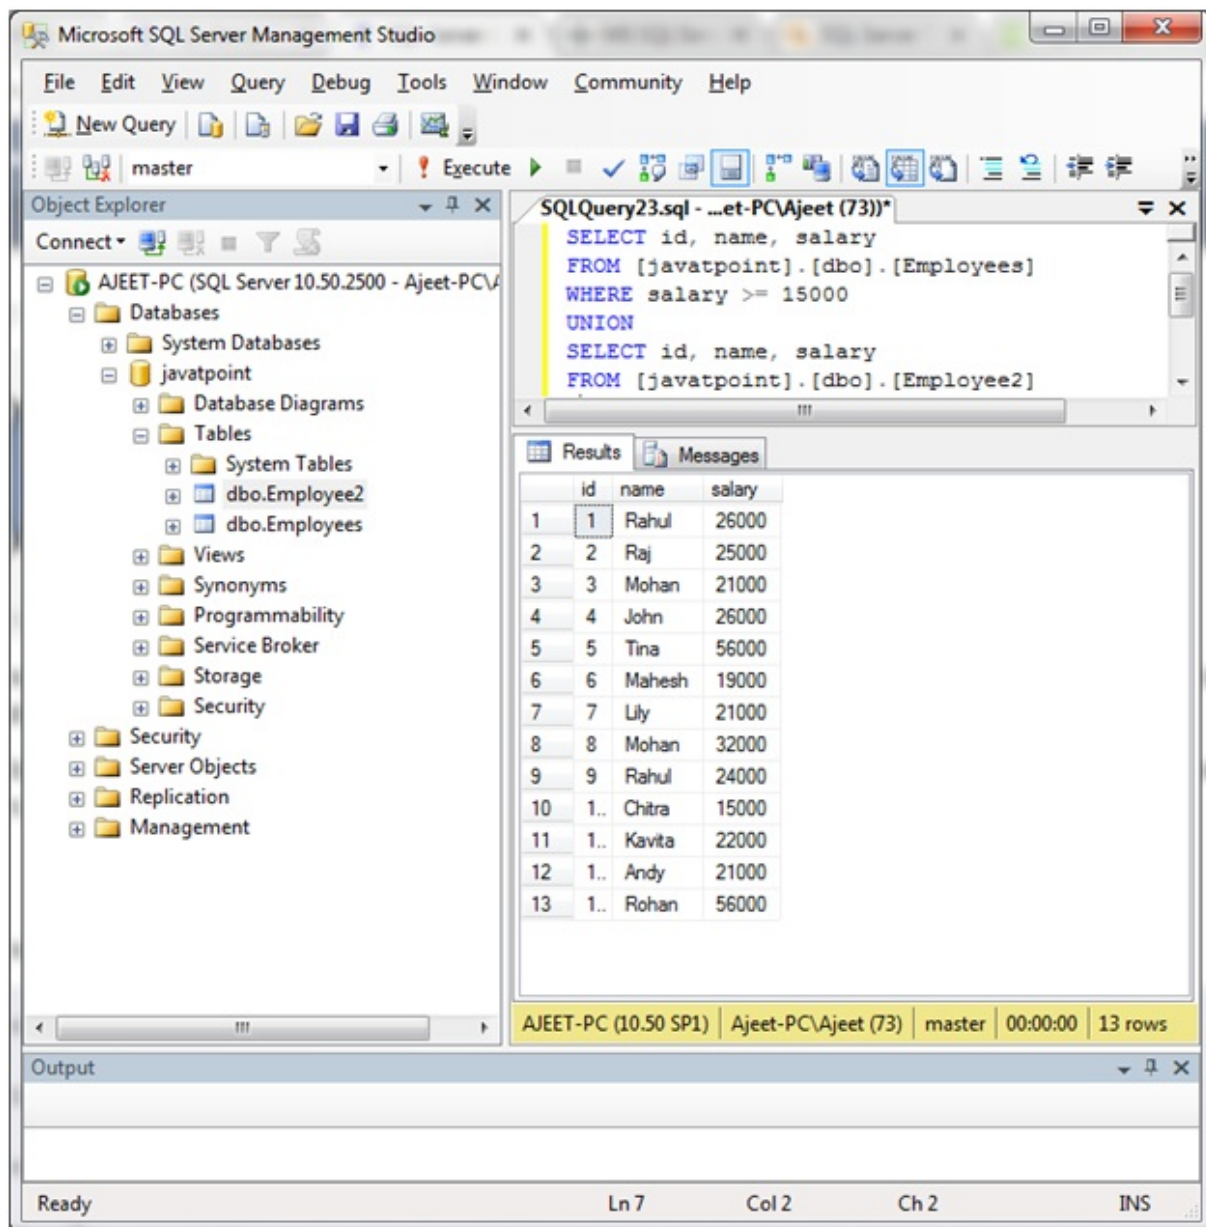 Microsoft SQL Server Management Studio
File Edit View Query Debug Tools Window Community Help
New Query
master Execute
Object Explorer
Connect
AJEET-PC (SQL Server 10.50.2500 - Ajeet-PC\A
Databases
System Databases
javatpoint
Database Diagrams
Tables
System Tables
dbo.Employee2
dbo.Employees
Views
Synonyms
Programmability
Service Broker
Storage
Security
Security
Server Objects
Replication
Management
SQLQuery23.sql - ...et-PC\Ajeet (73))*
SELECT id, name, salary
FROM [javatpoint].[dbo].[Employees]
WHERE salary >= 15000
UNION
SELECT id, name, salary
FROM [javatpoint].[dbo].[Employee2]
Results Messages
id name salary
1 1 Rahul 26000
2 2 Raj 25000
3 3 Mohan 21000
4 4 John 26000
5 5 Tina 56000
6 6 Mahesh 19000
7 7 Lily 21000
8 8 Mohan 32000
9 9 Rahul 24000
10 1.. Chitra 15000
11 1.. Kavita 22000
12 1.. Andy 21000
13 1.. Rohan 56000
AJEET-PC (10.50 SP1) Ajeet-PC\Ajeet (73) master 00:00:00 13 rows
Output
Ready Ln 7 Col 2 Ch 2 INS